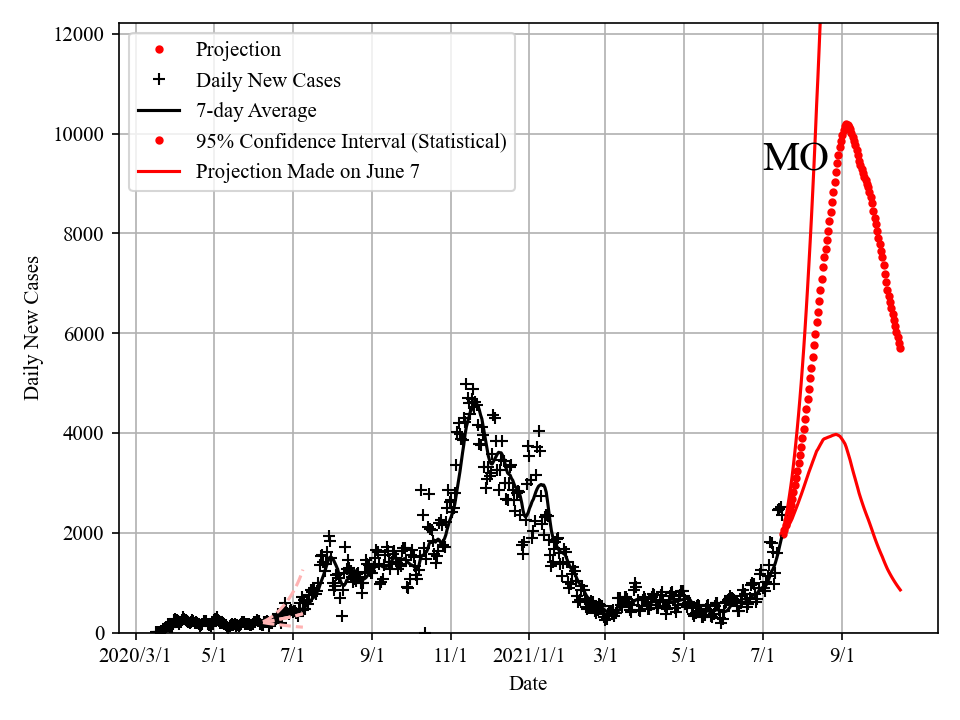 12000
10000
8000
6000
4000
2000
0
Daily New Cases
Projection
Daily New Cases
7-day Average
95% Confidence Interval (Statistical)
Projection Made on June 7
MO
2020/3/1 5/1 7/1 9/1 11/1 2021/1/1 3/1 5/1 7/1 9/1
Date